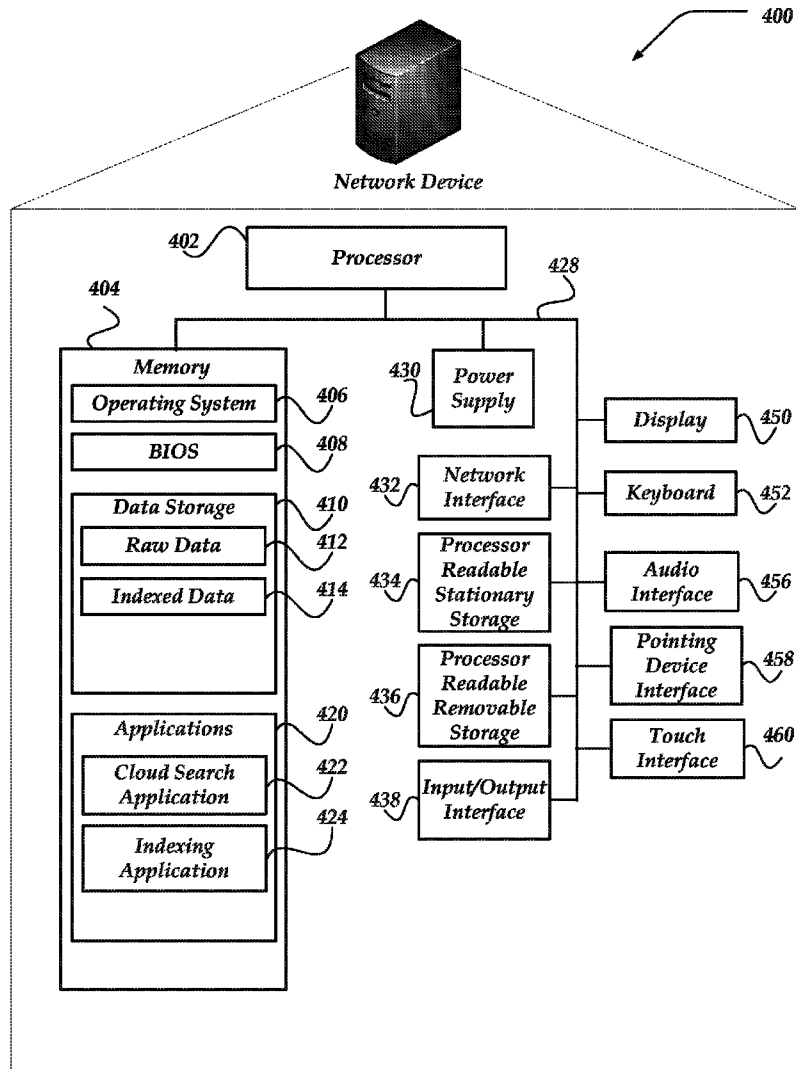 400
Network Device
402
Processor
428
404
Memory
Operating System
406
BIOS
408
Data Storage
410
Raw Data
412
Indexed Data
414
Applications
420
Cloud Search
Application
422
Indexing
Application
424
430
Power
Supply
432
Network
Interface
434
Processor
Readable
Stationary
Storage
436
Processor
Readable
Removable
Storage
438
Input/Output
Interface
Display
450
Keyboard
452
Audio
Interface
456
Pointing
Device
Interface
458
Touch
Interface
460